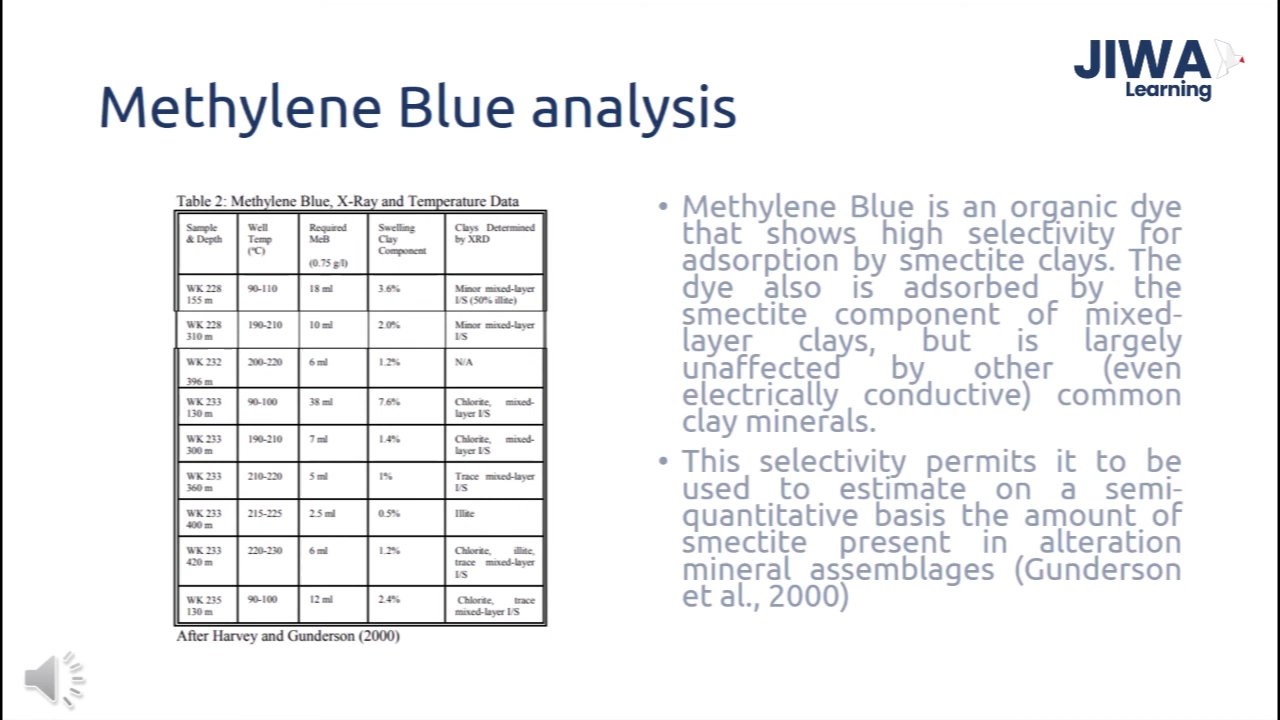 JIWA
Learning
Methylene Blue analysis
Table 2: Methylene Blue, X-Ray and Temperature Data
Sample & Depth | Well Temp (°C) | Required MeB (0.75 g/l) | Swelling Clay Component | Clays Determined by XRD
WK 228 155 m | 90-110 | 18 ml | 3.6% | Minor mixed-layer I/S (50% illite)
WK 228 310 m | 190-210 | 10 ml | 2.0% | Minor mixed-layer I/S
WK 232 396 m | 200-220 | 6 ml | 1.2% | N/A
WK 233 130 m | 90-100 | 38 ml | 7.6% | Chlorite, mixed-layer I/S
WK 233 300 m | 190-210 | 7 ml | 1.4% | Chlorite, mixed-layer I/S
WK 233 360 m | 210-220 | 5 ml | 1% | Trace mixed-layer I/S
WK 233 400 m | 215-225 | 2.5 ml | 0.5% | Illite
WK 233 420 m | 220-230 | 6 ml | 1.2% | Chlorite, illite, trace mixed-layer I/S
WK 235 130 m | 90-100 | 12 ml | 2.4% | Chlorite, trace mixed-layer I/S
After Harvey and Gunderson (2000)
• Methylene Blue is an organic dye
that shows high selectivity for
adsorption by smectite clays. The
dye also is adsorbed by the
smectite component of mixed-
layer clays, but is largely
unaffected by other (even
electrically conductive) common
clay minerals.
• This selectivity permits it to be
used to estimate on a semi-
quantitative basis the amount of
smectite present in alteration
mineral assemblages (Gunderson
et al., 2000)